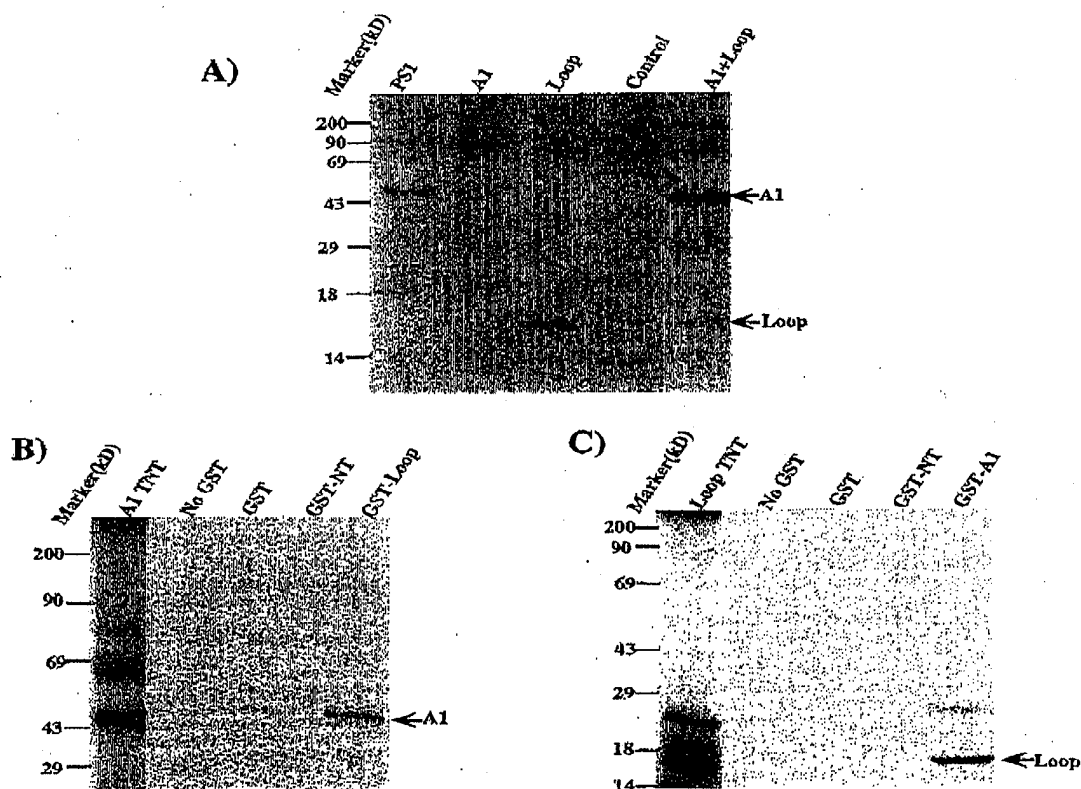 A)
Marker(kD) PS1 A1 Loop Control A1+Loop
200
90
69
A1
43
29
18
Loop
14
B)
Marker(kD) A1 TNT No GST GST GST-NT GST-Loop
200
90
69
A1
43
29
C)
Marker(kD) Loop TNT No GST GST GST-NT GST-A1
200
90
69
43
29
18
Loop
14